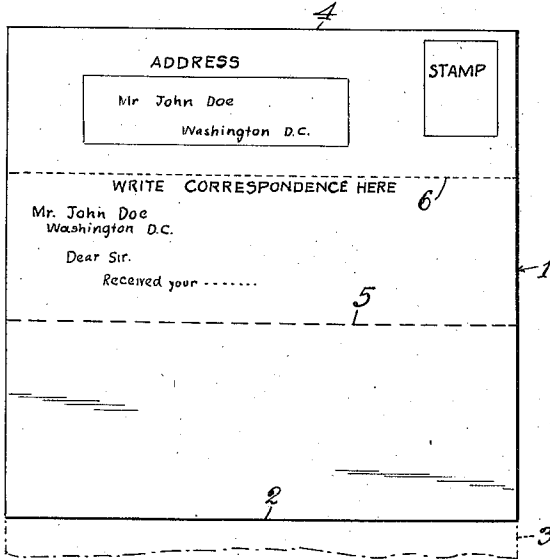 4
ADDRESS
STAMP
Mr John Doe
Washington D.C.
6
WRITE CORRESPONDENCE HERE
Mr. John Doe
Washington D.C.
Dear Sir.
Received your -------
1
5
2
3